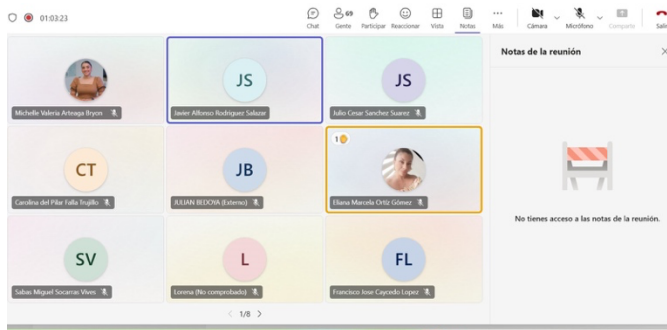 01:03:23
69
Chat Gente Participar Reaccionar Vista Notas Más Cámara Micrófono Compartir Salir
Notas de la reunión
JS
JS
Michelle Valeria Arteaga Bryon
Javier Alfonso Rodriguez Salazar
Julio Cesar Sanchez Suarez
1
CT
JB
Carolina del Pilar Falla Trujillo
JULIAN BEDOYA (Externo)
Eliana Marcela Ortiz Gómez
No tienes acceso a las notas de la reunión.
SV
L
FL
Sabas Miguel Socarras Vives
Lorena (No comprobado)
Francisco Jose Caycedo Lopez
1/8